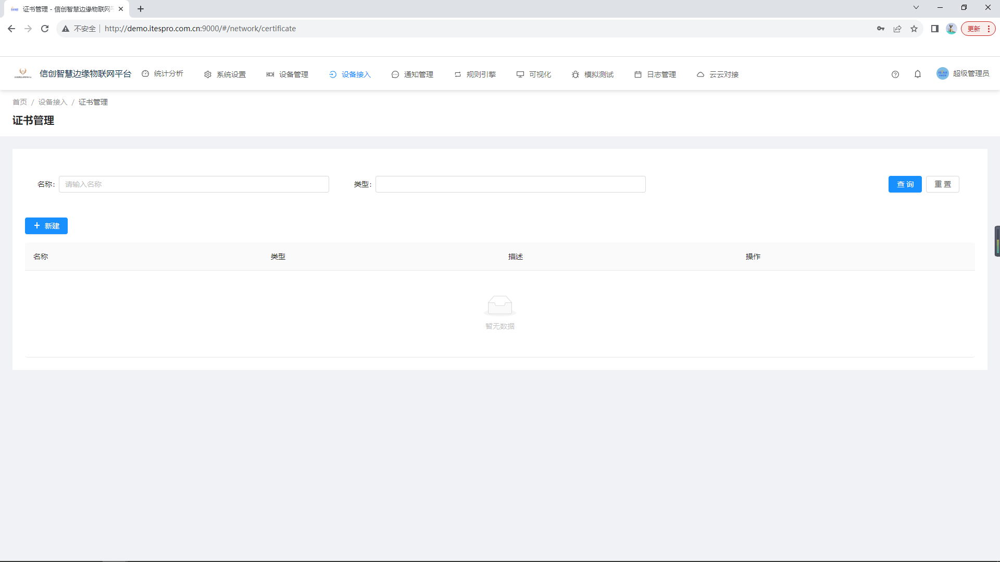 证书管理 - 信创智慧边缘物联网平
不安全
http://demo.itespro.com.cn:9000/#/network/certificate
更新
信创智慧边缘物联网平台
统计分析
系统设置
设备管理
设备接入
通知管理
规则引擎
可视化
模拟测试
日志管理
云云对接
超级管理员
首页 / 设备接入 / 证书管理
证书管理
名称: 请输入名称
类型:
查 询
重 置
+ 新建
名称 类型 描述 操作
暂无数据